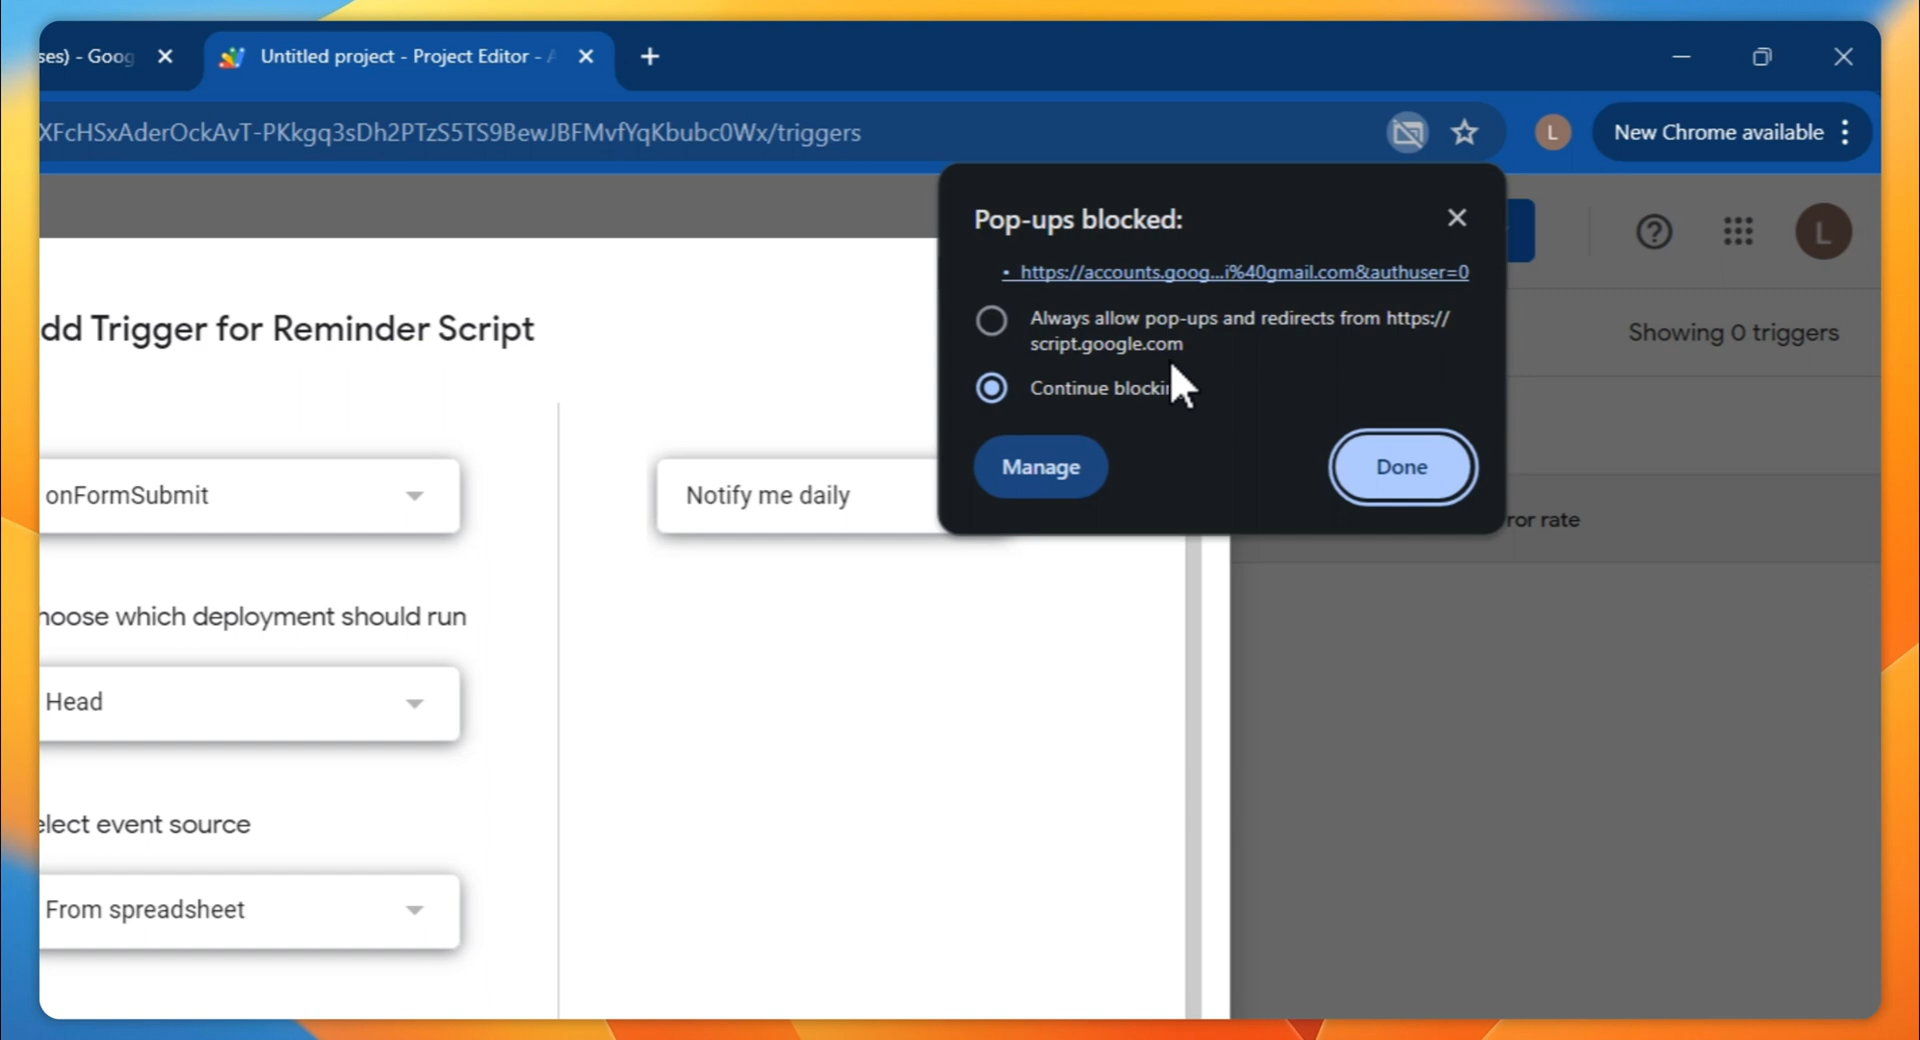 ses) - Goog
Untitled project - Project Editor - A
XFcHSxAderOckAvT-PKkgq3sDh2PTzS5TS9BewJBFMvfYqKbubc0Wx/triggers
L
New Chrome available
Pop-ups blocked:
• https://accounts.goog...i%40gmail.com&authuser=0
Always allow pop-ups and redirects from https://
script.google.com
Continue blockin
Manage
Done
L
dd Trigger for Reminder Script
Showing 0 triggers
onFormSubmit
Notify me daily
ror rate
hoose which deployment should run
Head
elect event source
From spreadsheet